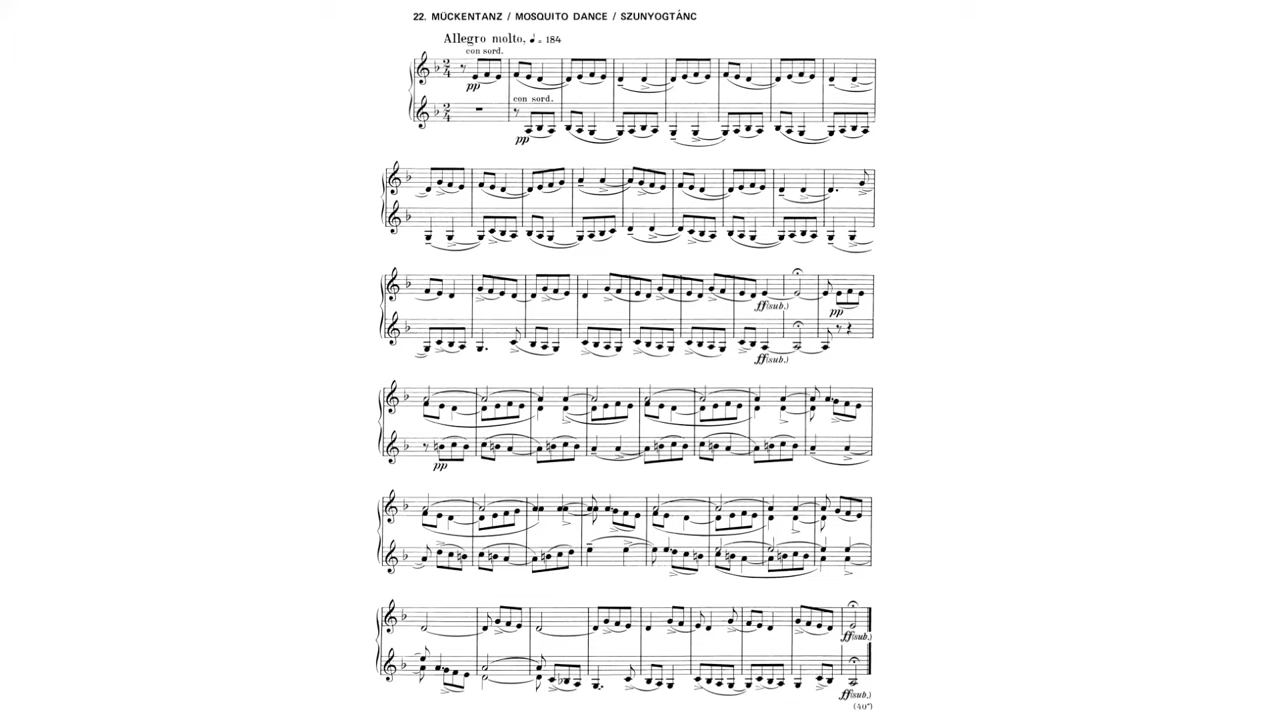 22. MÜCKENTANZ / MOSQUITO DANCE / SZUNYOGTÁNC
Allegro molto, ♩ = 184
con sord.
pp
con sord.
pp
ff(sub.)
pp
ff(sub.)
pp
ff(sub.)
ff(sub.)
(40")